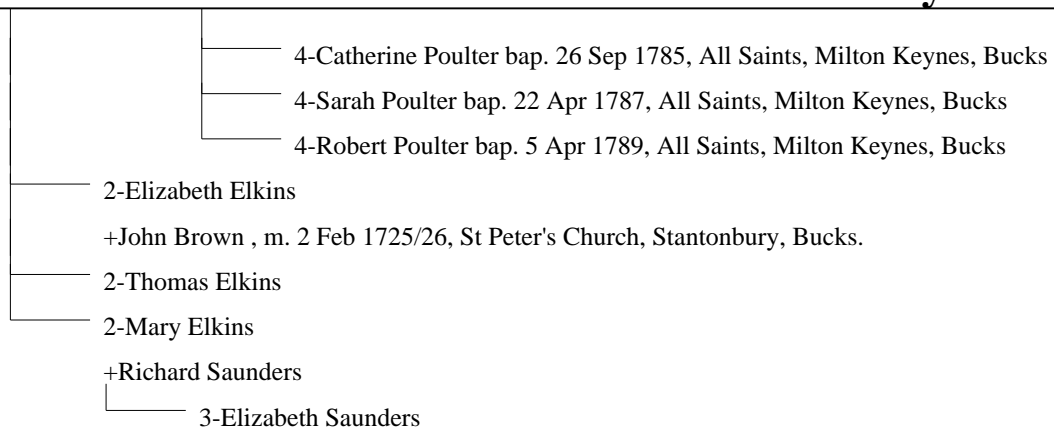 4-Catherine Poulter bap. 26 Sep 1785, All Saints, Milton Keynes, Bucks
4-Sarah Poulter bap. 22 Apr 1787, All Saints, Milton Keynes, Bucks
4-Robert Poulter bap. 5 Apr 1789, All Saints, Milton Keynes, Bucks
2-Elizabeth Elkins
+John Brown , m. 2 Feb 1725/26, St Peter's Church, Stantonbury, Bucks.
2-Thomas Elkins
2-Mary Elkins
+Richard Saunders
3-Elizabeth Saunders